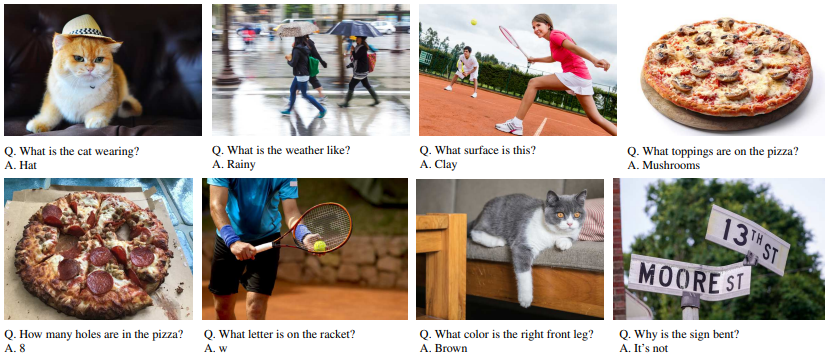 Q. What is the cat wearing?
A. Hat
Q. What is the weather like?
A. Rainy
Q. What surface is this?
A. Clay
Q. What toppings are on the pizza?
A. Mushrooms
13TH ST
MOORE ST
Q. How many holes are in the pizza?
A. 8
Q. What letter is on the racket?
A. w
Q. What color is the right front leg?
A. Brown
Q. Why is the sign bent?
A. It's not